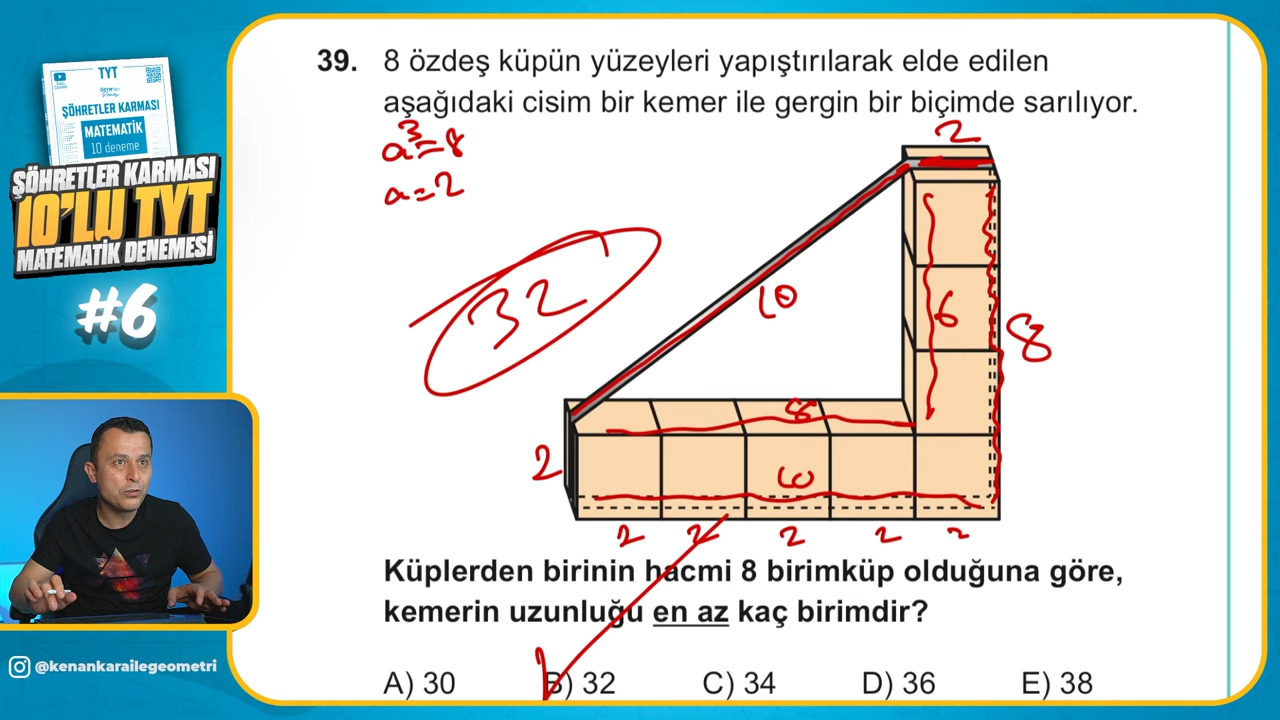 TYT
ŞÖHRETLER KARMASI
MATEMATİK
10 deneme
ŞÖHRETLER KARMASI
10'LU TYT
MATEMATİK DENEMESİ
#6
@kenankarailegeometri
39. 8 özdeş küpün yüzeyleri yapıştırılarak elde edilen
aşağıdaki cisim bir kemer ile gergin bir biçimde sarılıyor.
a³=8
a=2
32
2
10
6
8
8
2
10
2 2 2 2 2
Küplerden birinin hacmi 8 birimküp olduğuna göre,
kemerin uzunluğu en az kaç birimdir?
A) 30 B) 32 C) 34 D) 36 E) 38